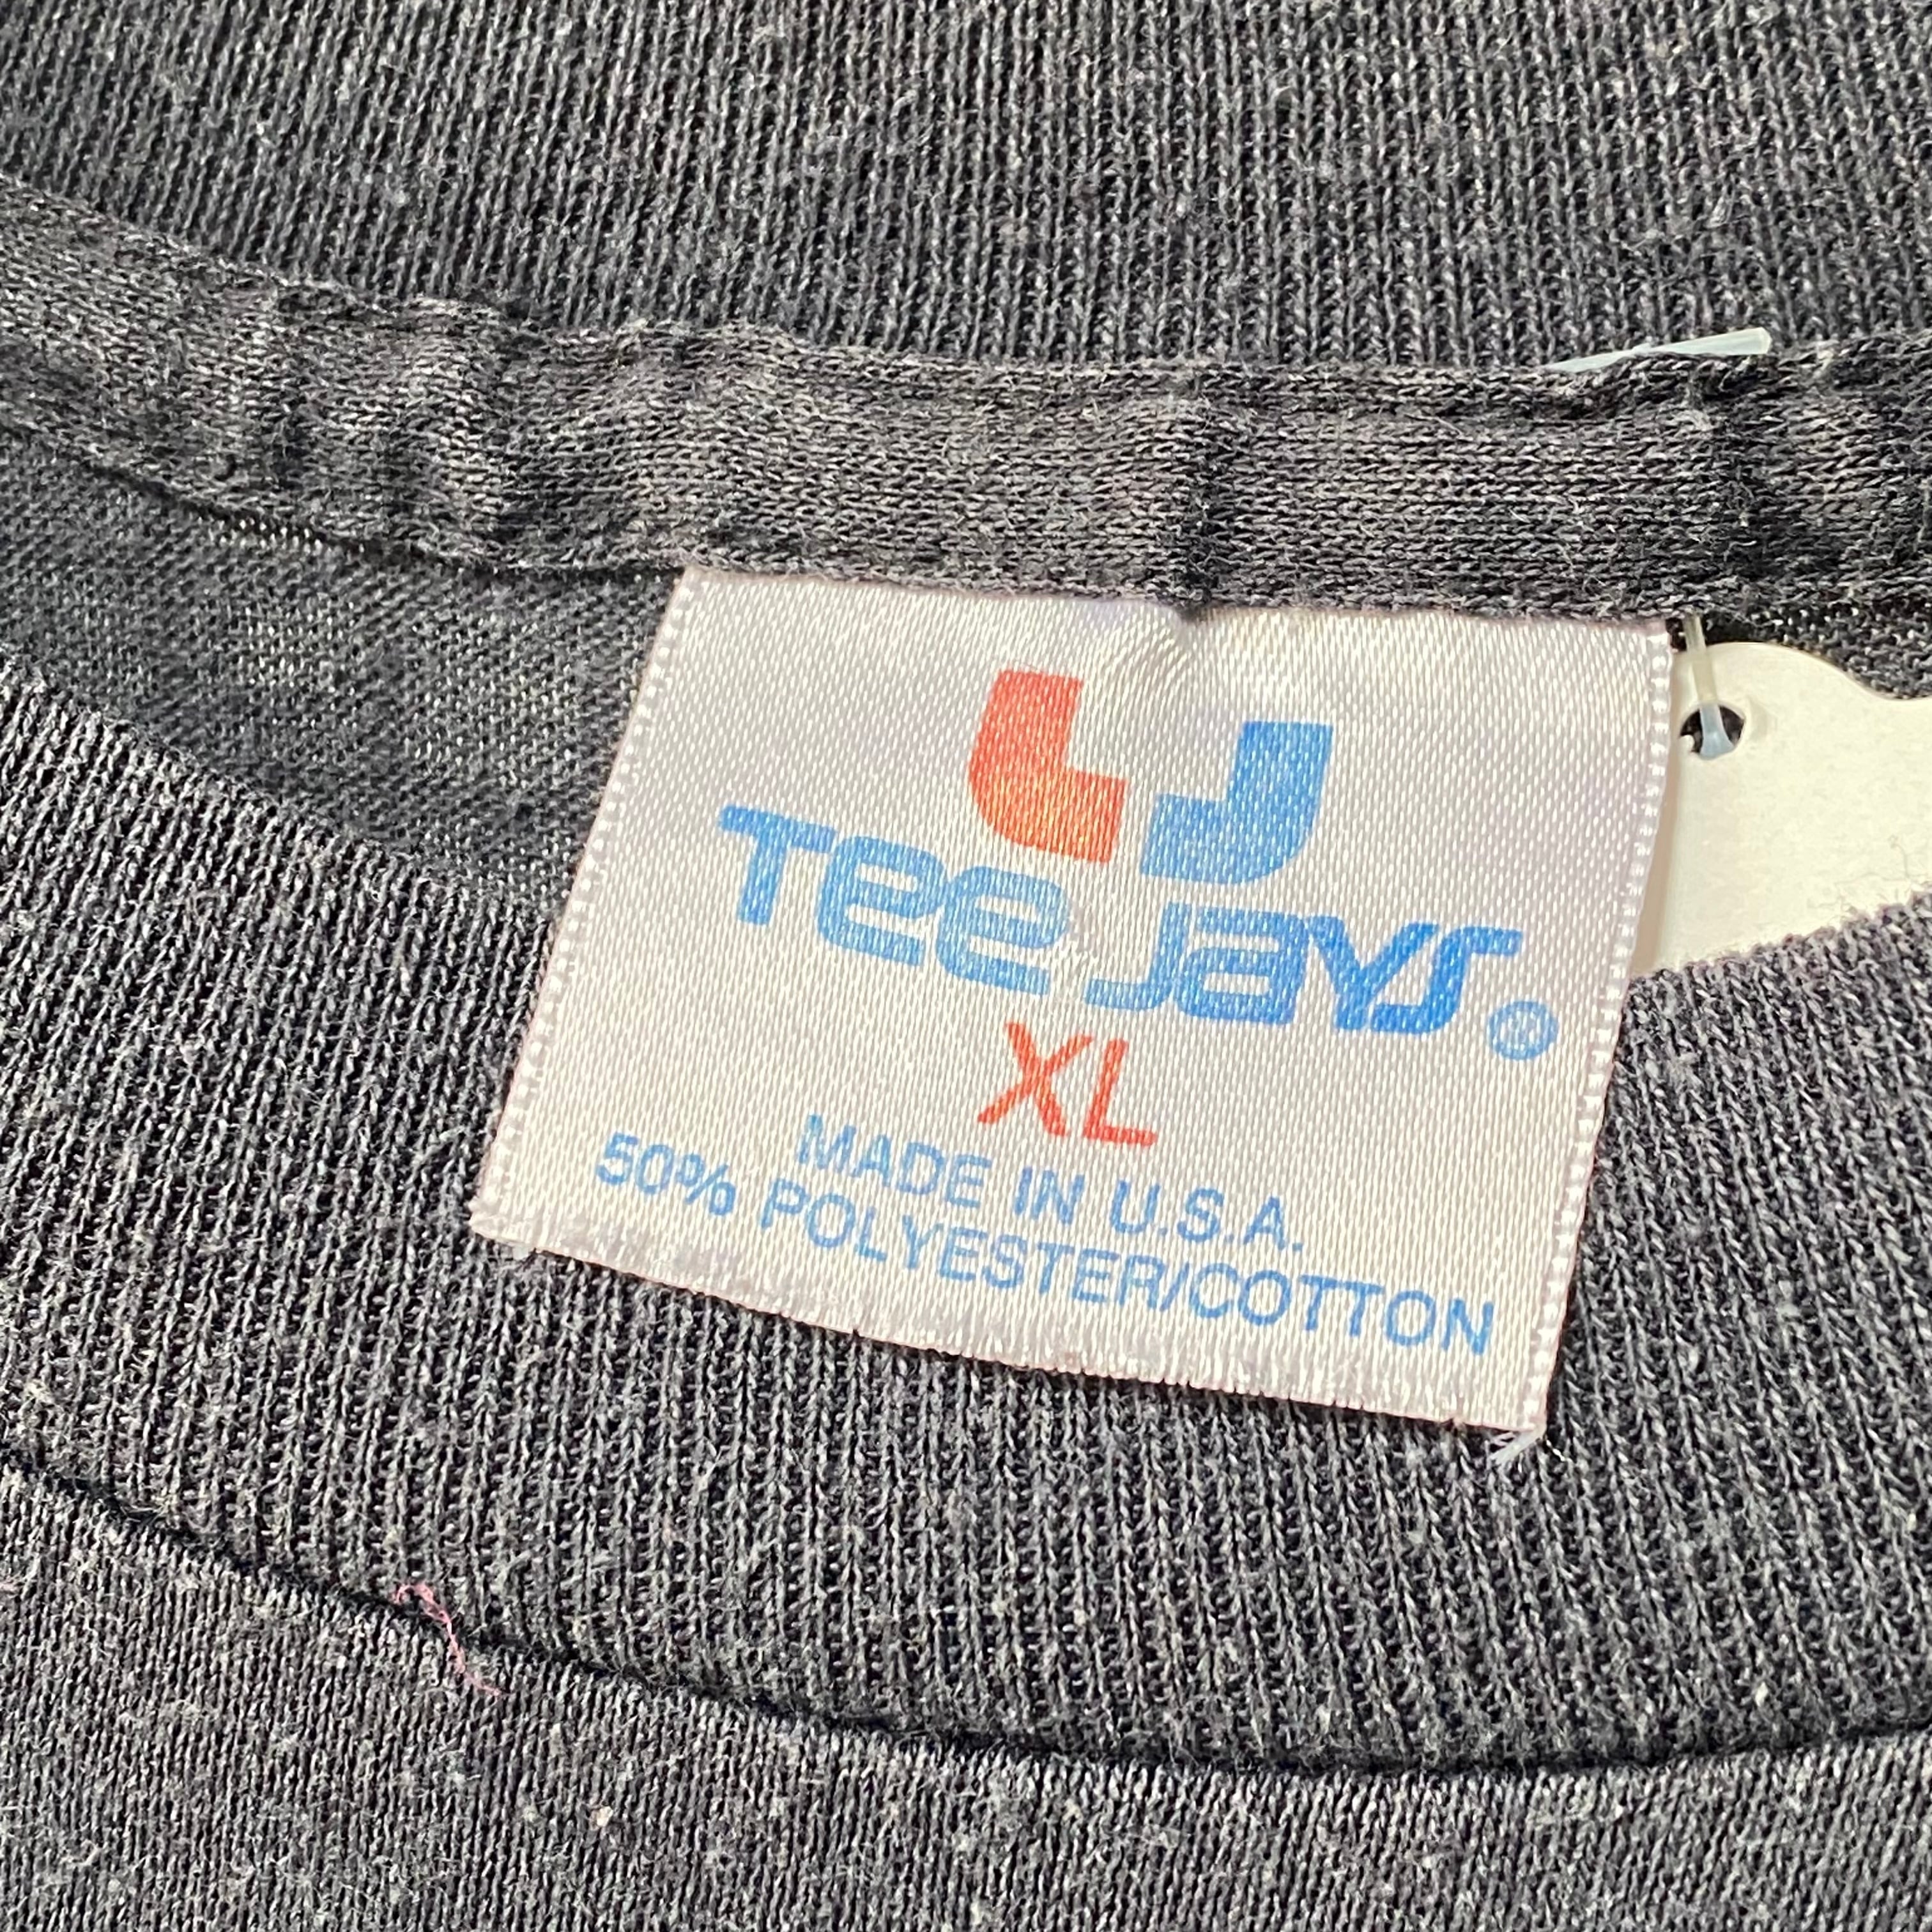 Tee Jays®
XL
MADE IN U.S.A.
50% POLYESTER/COTTON